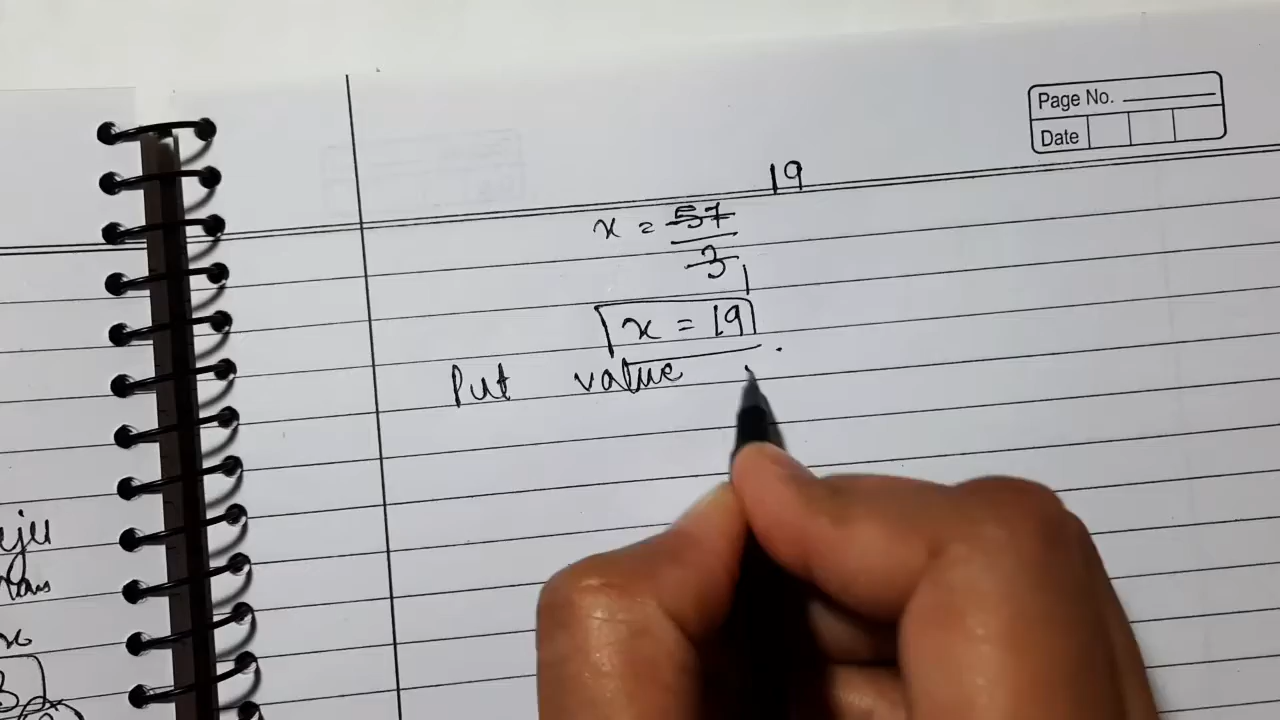 Page No.
Date
19
x = 57
3
1
x = 19
Put value
x